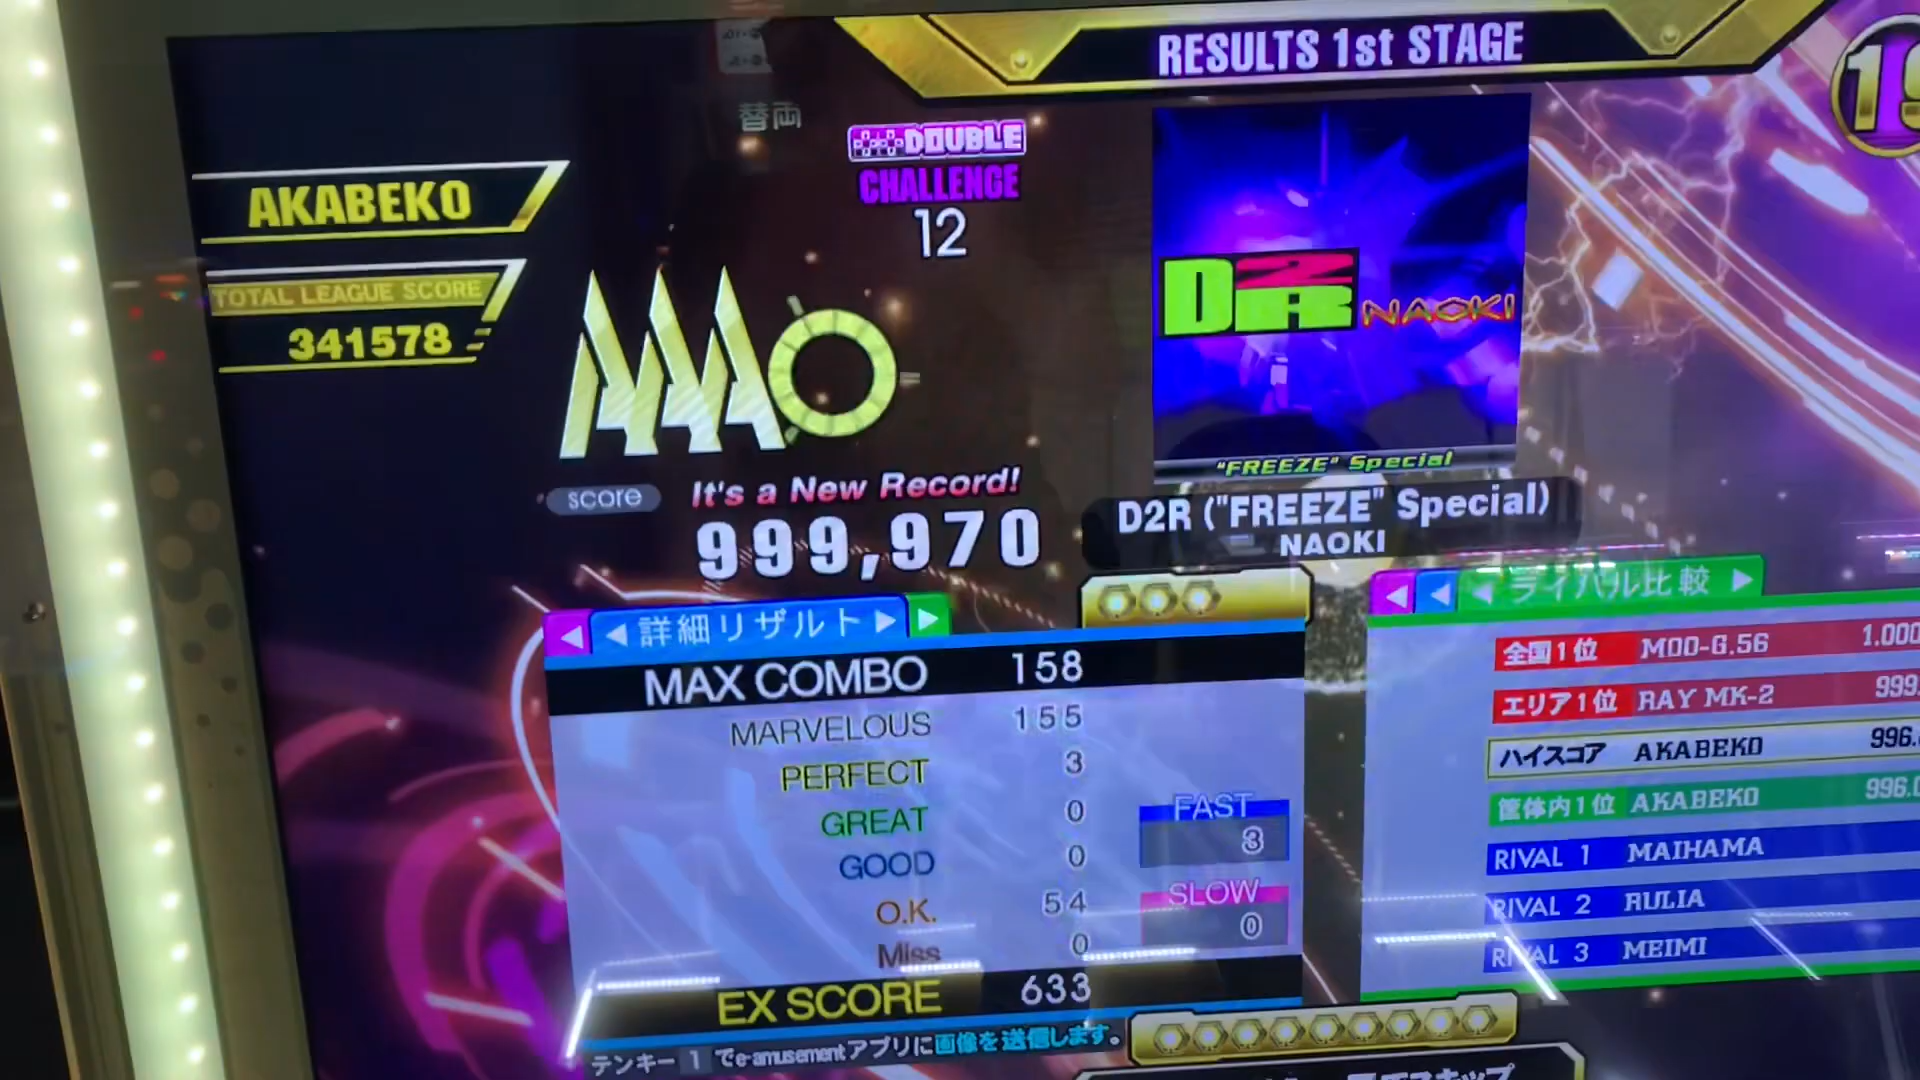 RESULTS 1st STAGE
替両
DOUBLE
CHALLENGE
12
AKABEKO
TOTAL LEAGUE SCORE
341578
AAA
D2R NAOKI
"FREEZE" Special
score
It's a New Record!
999,970
D2R ("FREEZE" Special)
NAOKI
詳細リザルト
MAX COMBO 158
MARVELOUS 155
PERFECT 3
GREAT 0
GOOD 0
O.K. 54
Miss 0
EX SCORE 633
FAST
3
SLOW
0
ライバル比較
全国1位 MOO-G.56 1.000
エリア1位 RAY MK-2 999.
ハイスコア AKABEKO 996.
筐体内1位 AKABEKO 996.0
RIVAL 1 MAIHAMA
RIVAL 2 RULIA
RIVAL 3 MEIMI
テンキー 1 でe-amusementアプリに画像を送信します。